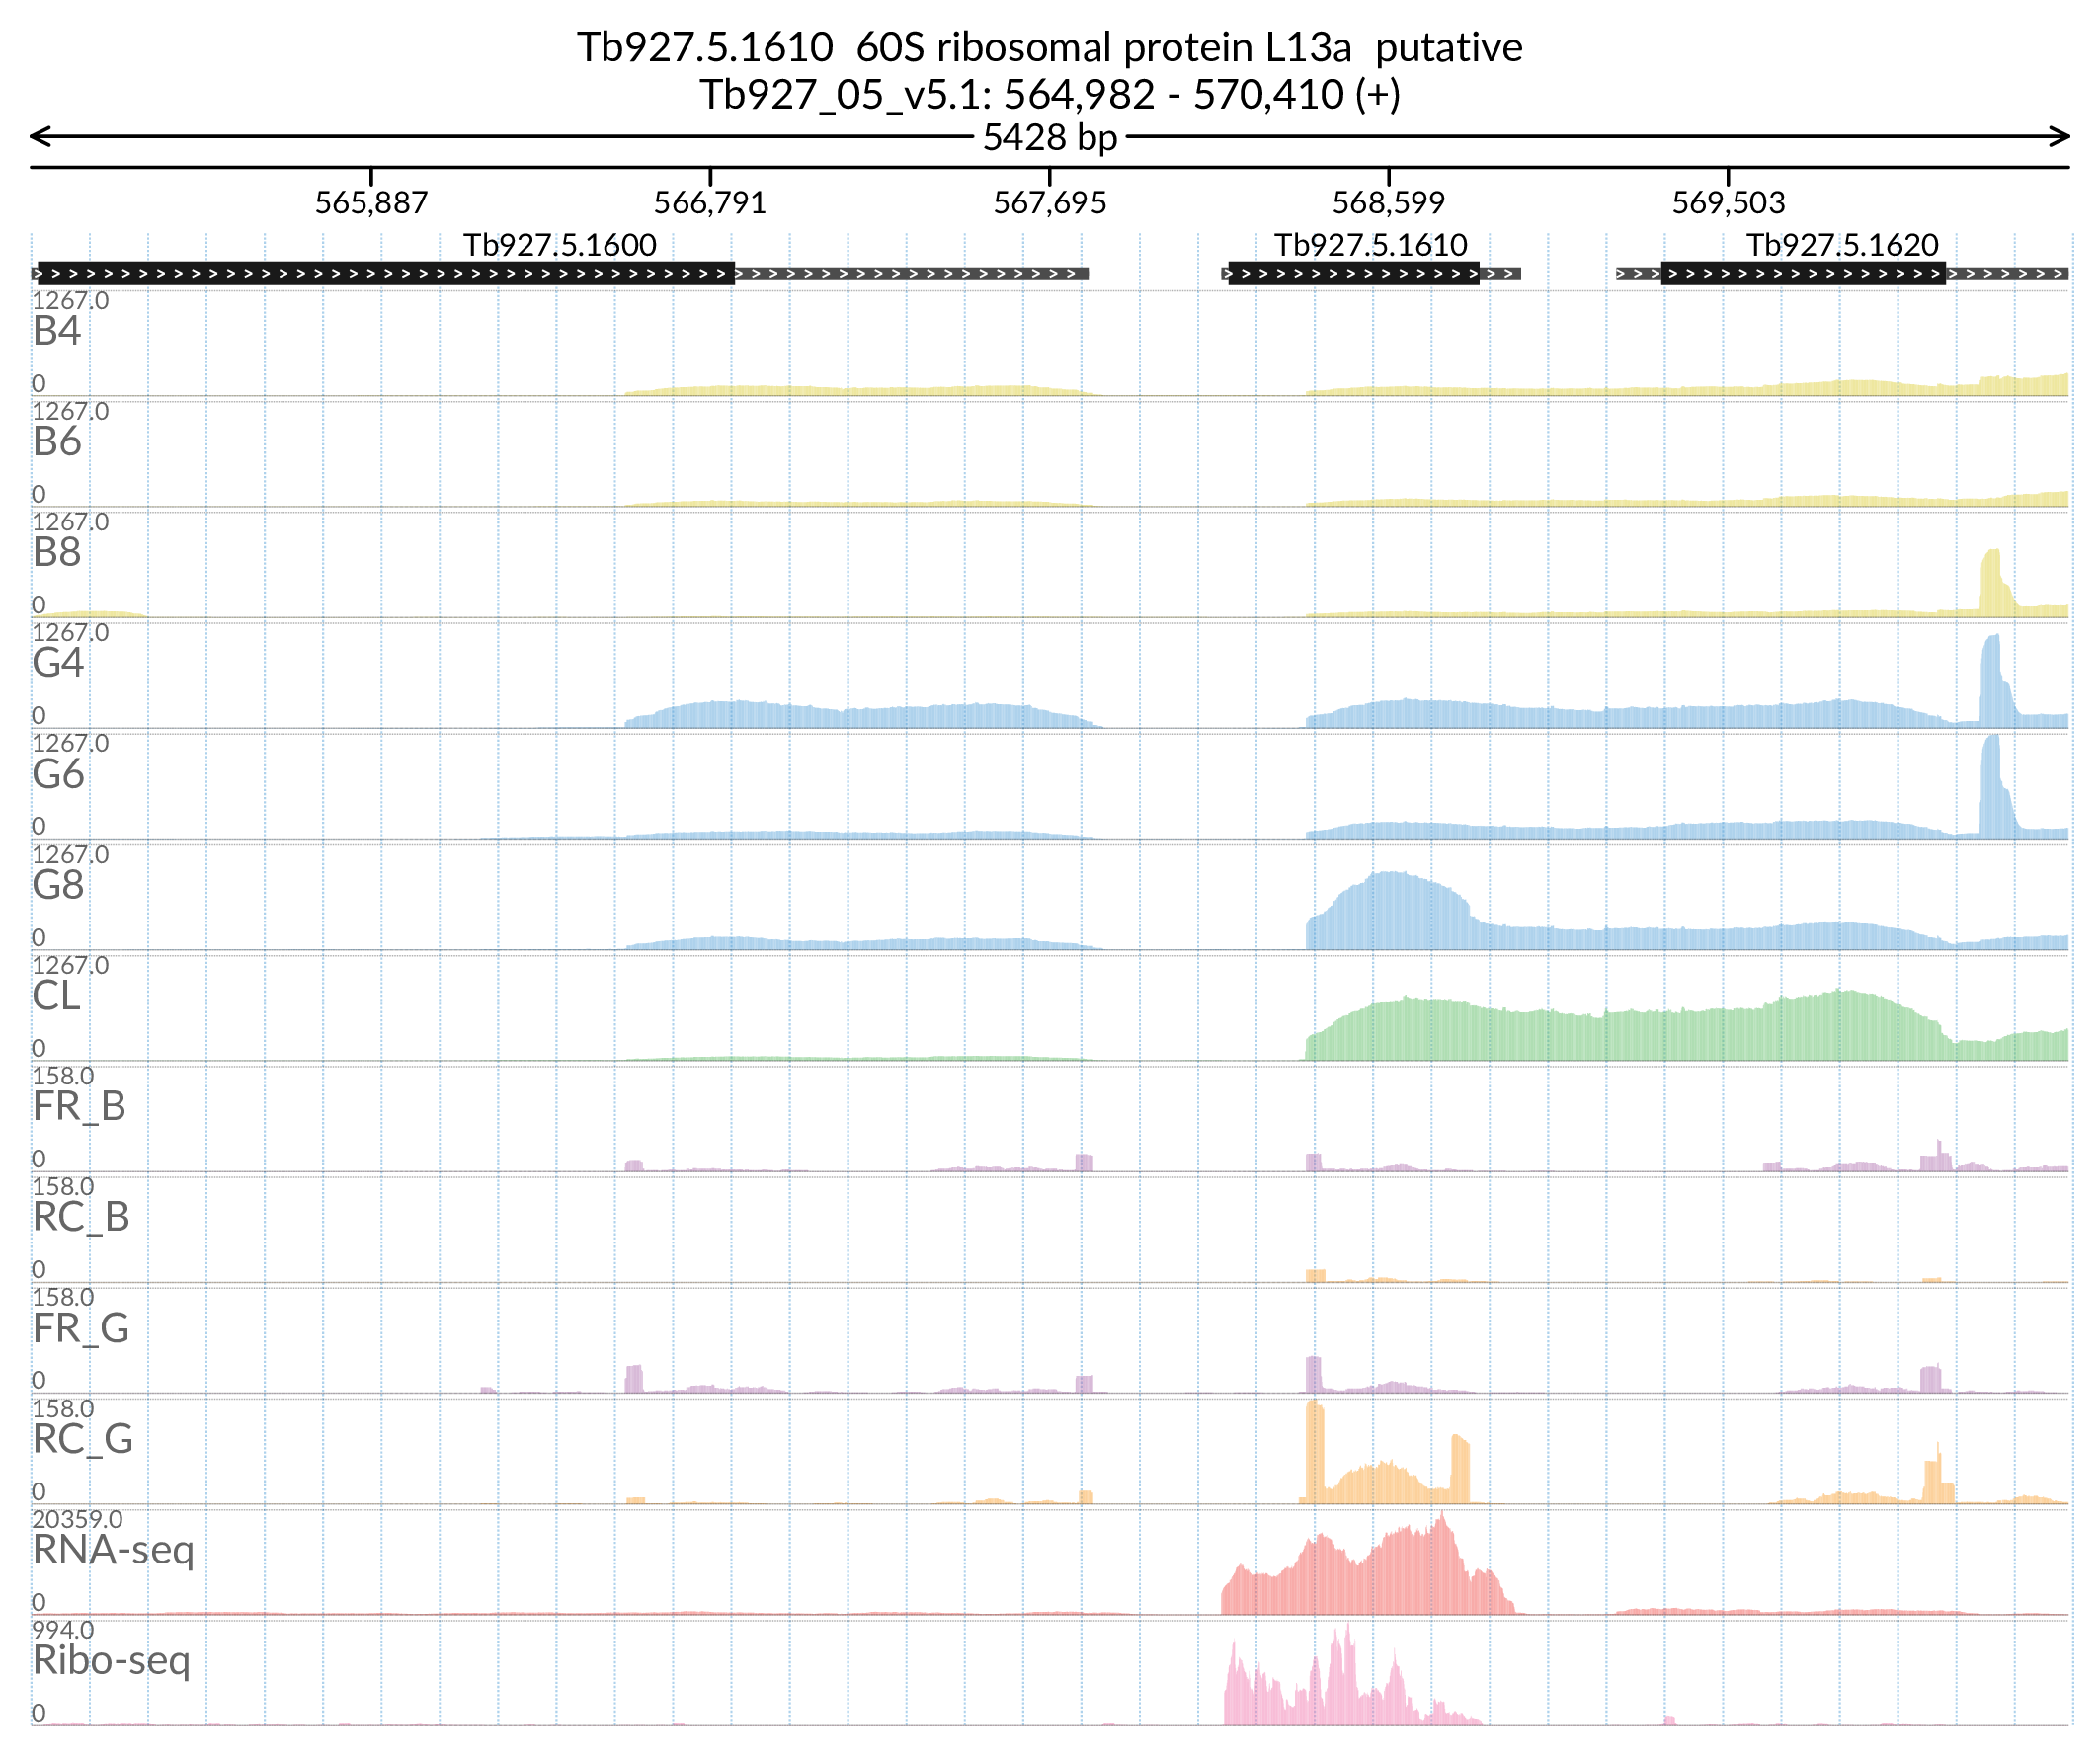 Tb927.5.1610  60S ribosomal protein L13a  putative
Tb927_05_v5.1: 564,982 - 570,410 (+)
5428 bp
565,887 566,791 567,695 568,599 569,503
Tb927.5.1600 Tb927.5.1610 Tb927.5.1620
1267.0
B4
0
1267.0
B6
0
1267.0
B8
0
1267.0
G4
0
1267.0
G6
0
1267.0
G8
0
1267.0
CL
0
158.0
FR_B
0
158.0
RC_B
0
158.0
FR_G
0
158.0
RC_G
0
20359.0
RNA-seq
0
994.0
Ribo-seq
0